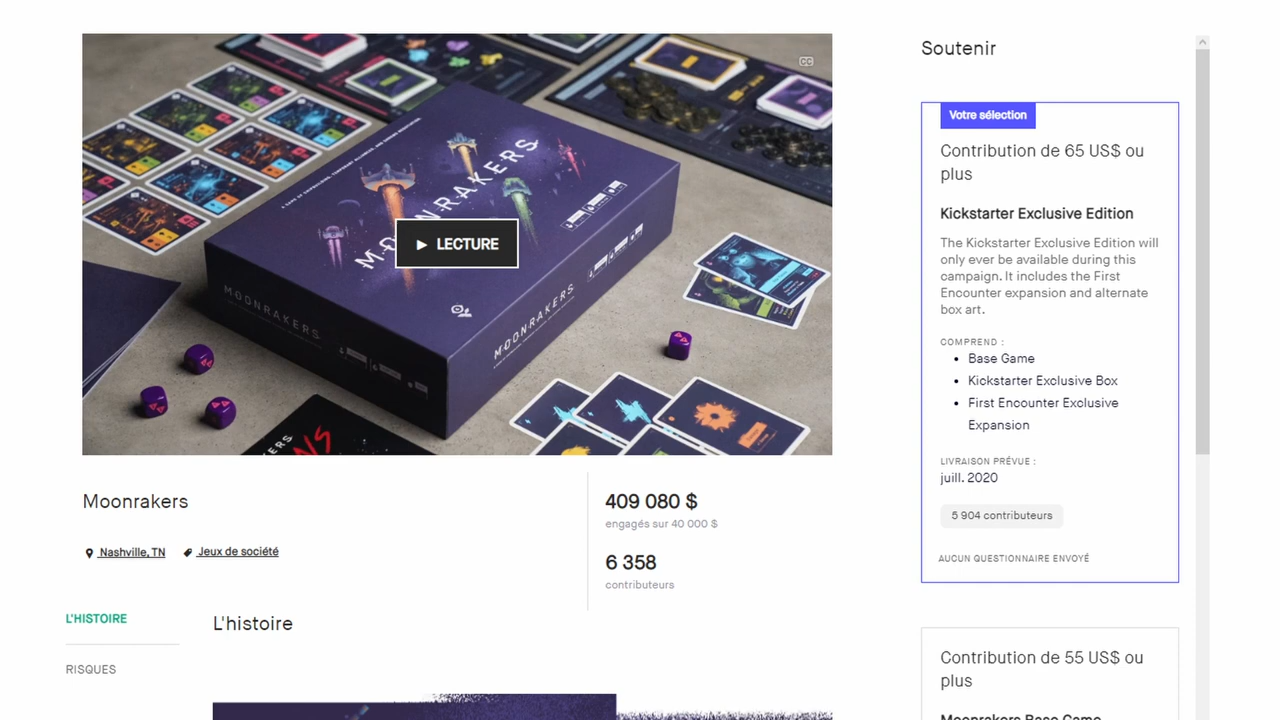 CC
MOONRAKERS
MOONRAKERS
MOONRAKERS
► LECTURE
Moonrakers
Nashville, TN
Jeux de société
409 080 $
engagés sur 40 000 $
6 358
contributeurs
L'HISTOIRE
RISQUES
L'histoire
Soutenir
Votre sélection
Contribution de 65 US$ ou
plus
Kickstarter Exclusive Edition
The Kickstarter Exclusive Edition will
only ever be available during this
campaign. It includes the First
Encounter expansion and alternate
box art.
COMPREND :
• Base Game
• Kickstarter Exclusive Box
• First Encounter Exclusive
Expansion
LIVRAISON PRÉVUE :
juill. 2020
5 904 contributeurs
AUCUN QUESTIONNAIRE ENVOYÉ
Contribution de 55 US$ ou
plus
Moonrakers Base Game